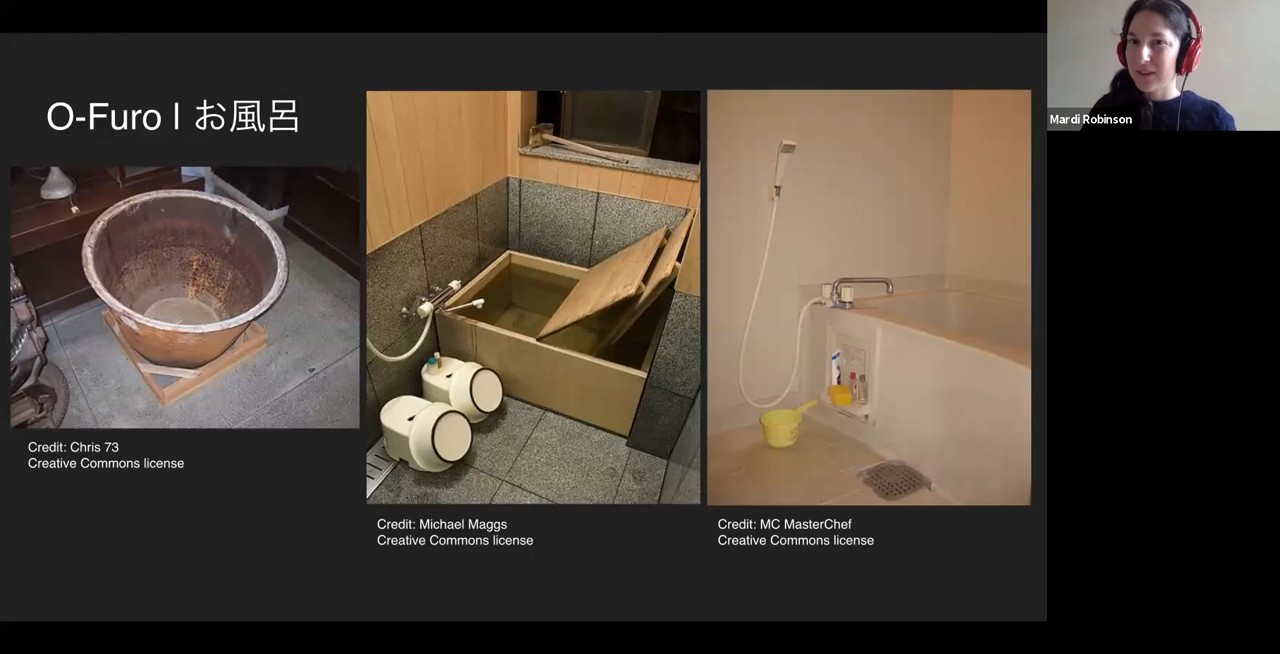 O-Furo | お風呂
Credit: Chris 73
Creative Commons license
Credit: Michael Maggs
Creative Commons license
Credit: MC MasterChef
Creative Commons license
Mardi Robinson